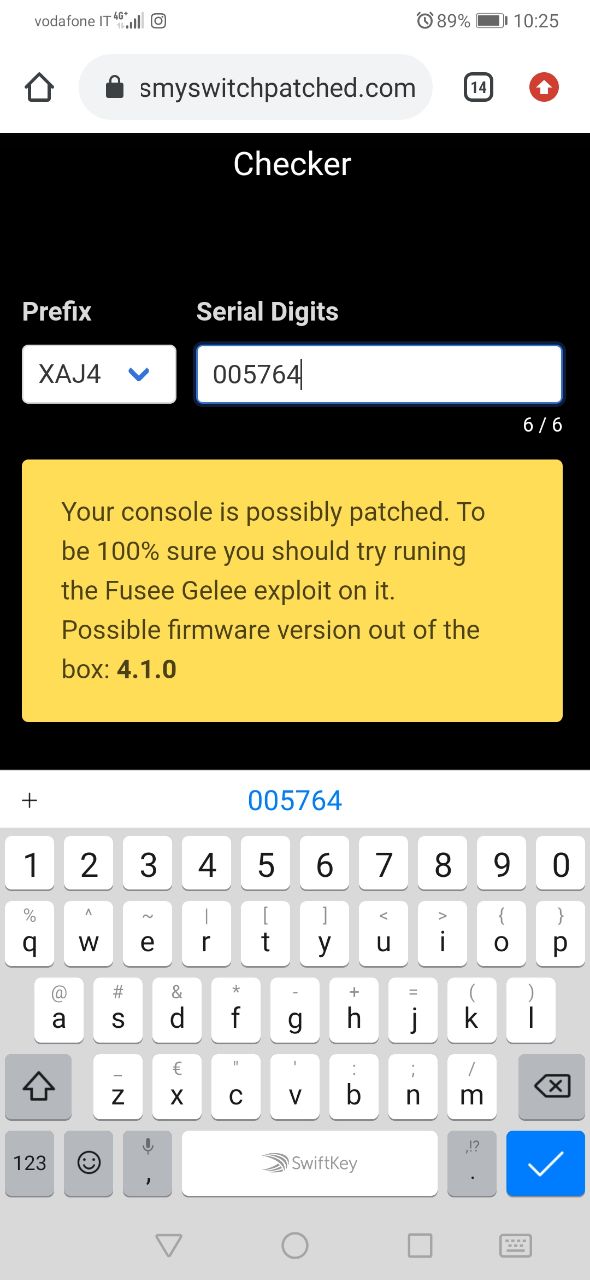 vodafone IT 4G+ 89% 10:25
smyswitchpatched.com 14
Checker
Prefix Serial Digits
XAJ4 005764
6 / 6
Your console is possibly patched. To
be 100% sure you should try runing
the Fusee Gelee exploit on it.
Possible firmware version out of the
box: 4.1.0
+ 005764
1 2 3 4 5 6 7 8 9 0
% ^ ~ | [ ] < > { }
q w e r t y u i o p
@ # & * - + = ( )
a s d f g h j k l
_ € " ' : ; /
z x c v b n m
,!?
123 , SwiftKey .